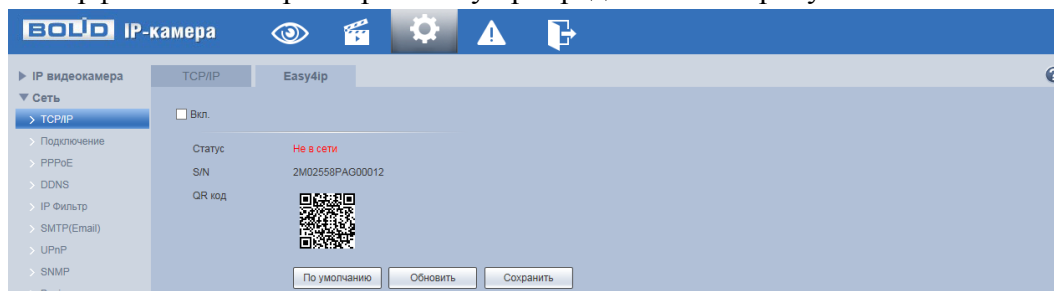 BOLID IP-камера
IP видеокамера
Сеть
TCP/IP
Подключение
PPPoE
DDNS
IP Фильтр
SMTP(Email)
UPnP
SNMP
TCP/IP Easy4ip
Вкл.
Статус Не в сети
S/N 2M02558PAG00012
QR код
По умолчанию Обновить Сохранить